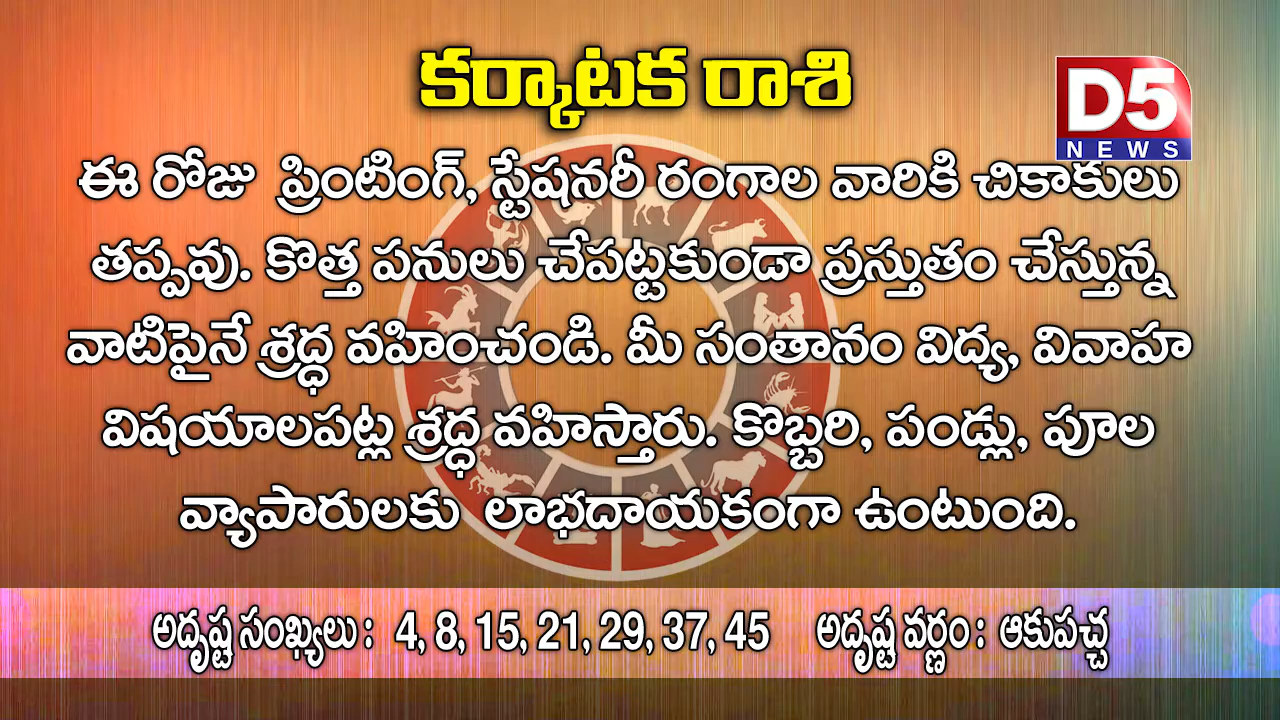 కర్కాటక రాశి
D5
NEWS
ఈ రోజు ప్రింటింగ్, స్టేషనరీ రంగాల వారికి చికాకులు
తప్పవు. కొత్త పనులు చేపట్టకుండా ప్రస్తుతం చేస్తున్న
వాటిపైనే శ్రద్ధ వహించండి. మీ సంతానం విద్య, వివాహ
విషయాలపట్ల శ్రద్ధ వహిస్తారు. కొబ్బరి, పండ్లు, పూల
వ్యాపారులకు లాభదాయకంగా ఉంటుంది.
అదృష్ట సంఖ్యలు : 4, 8, 15, 21, 29, 37, 45 అదృష్ట వర్ణం : ఆకుపచ్చ